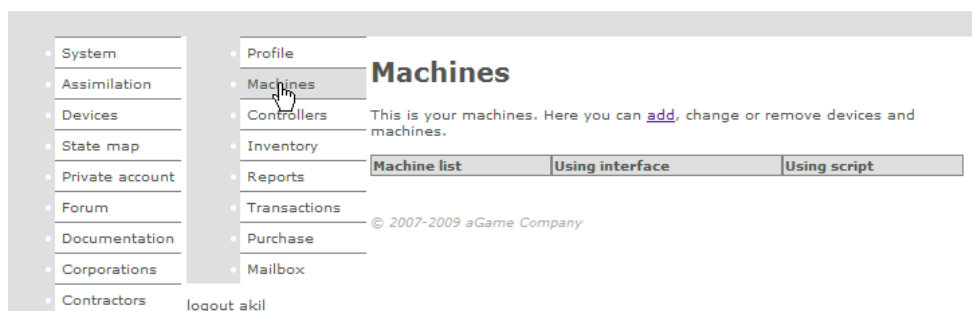 System
Assimilation
Devices
State map
Private account
Forum
Documentation
Corporations
Contractors
Profile
Machines
Controllers
Inventory
Reports
Transactions
Purchase
Mailbox
logout akil
Machines
This is your machines. Here you can add, change or remove devices and
machines.
Machine list Using interface Using script
© 2007-2009 aGame Company